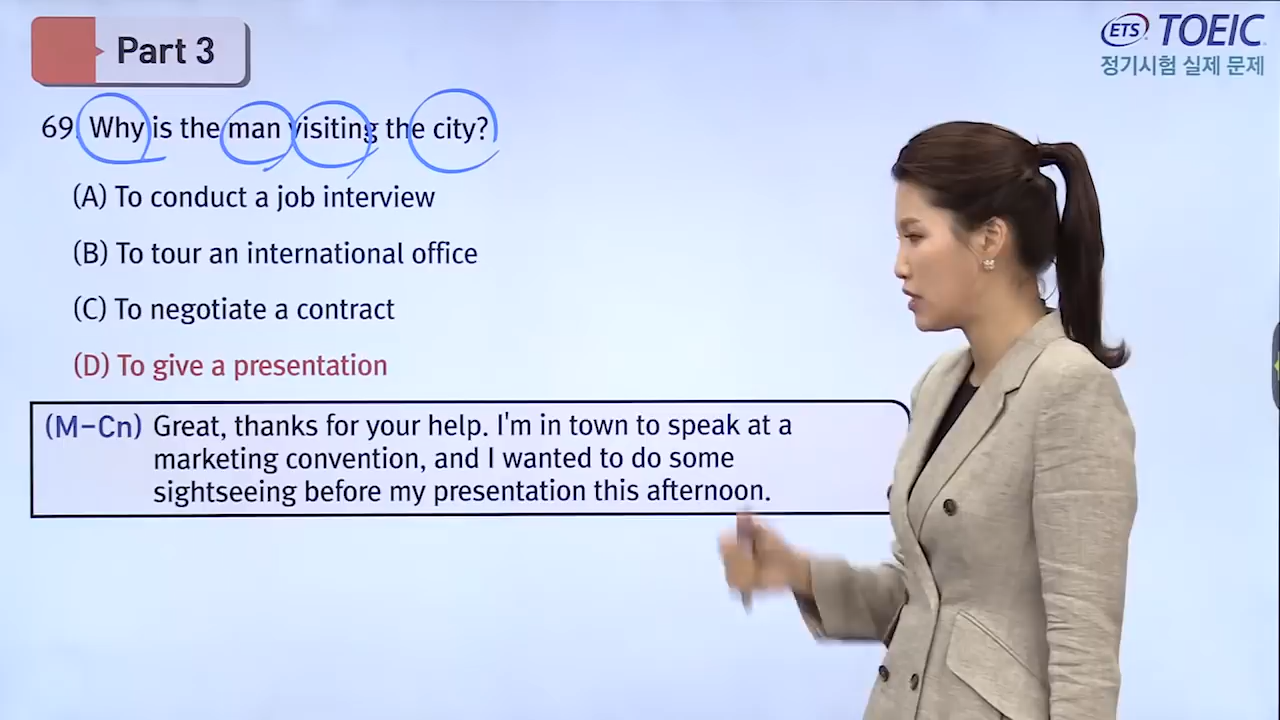 Part 3
ETS TOEIC
정기시험 실제 문제
69. Why is the man visiting the city?
(A) To conduct a job interview
(B) To tour an international office
(C) To negotiate a contract
(D) To give a presentation
(M-Cn) Great, thanks for your help. I'm in town to speak at a
marketing convention, and I wanted to do some
sightseeing before my presentation this afternoon.